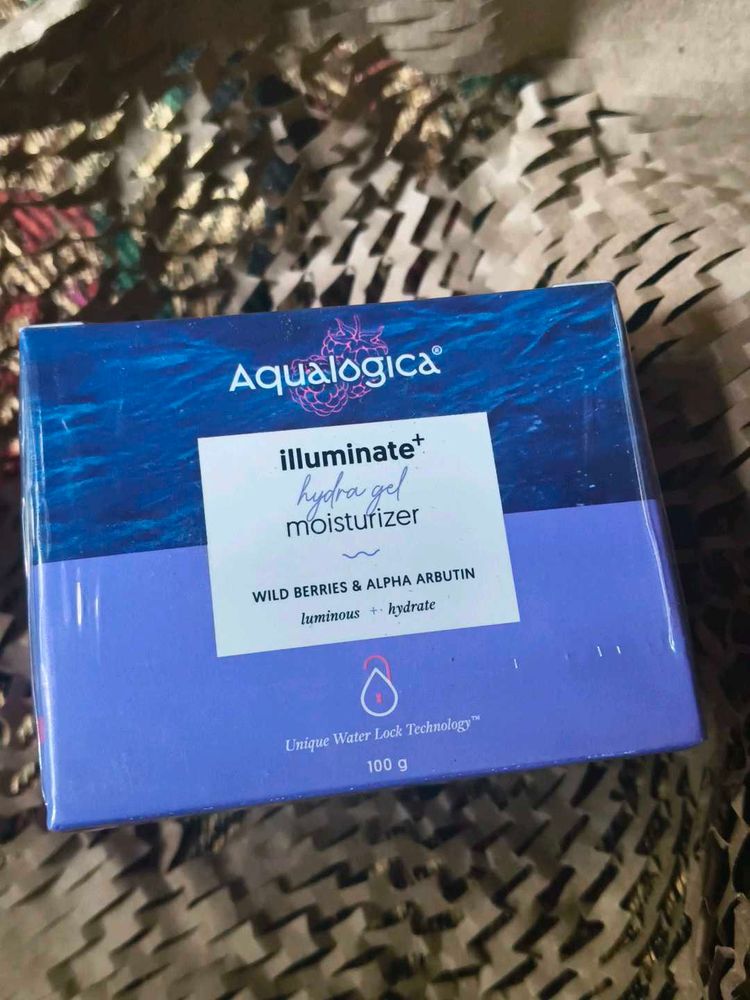 Aqualogica®
illuminate+
hydra gel
moisturizer
WILD BERRIES & ALPHA ARBUTIN
luminous + hydrate
Unique Water Lock Technology™
100 g